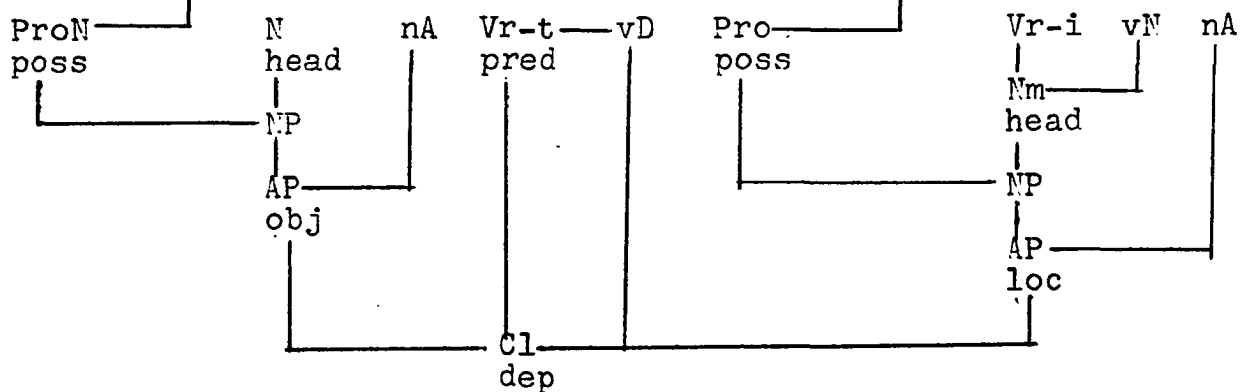 ProN N nA Vr-t vD Pro Vr-i vN nA
poss head pred poss
Nm
head
NP
NP
AP
obj
AP
loc
Cl
dep